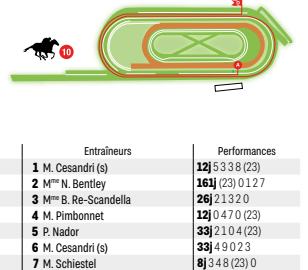 10
A
Entraîneurs Performances
1 M. Cesandri (s) 12j 5 3 3 8 (23)
2 Mme N. Bentley 161j (23) 0 1 2 7
3 Mme B. Re-Scandella 26j 2 1 3 2 0
4 M. Pimbonnet 12j 0 4 7 0 (23)
5 P. Nador 33j 2 1 0 4 (23)
6 M. Cesandri (s) 33j 4 9 0 2 3
7 M. Schiestel 8j 3 4 8 (23) 0